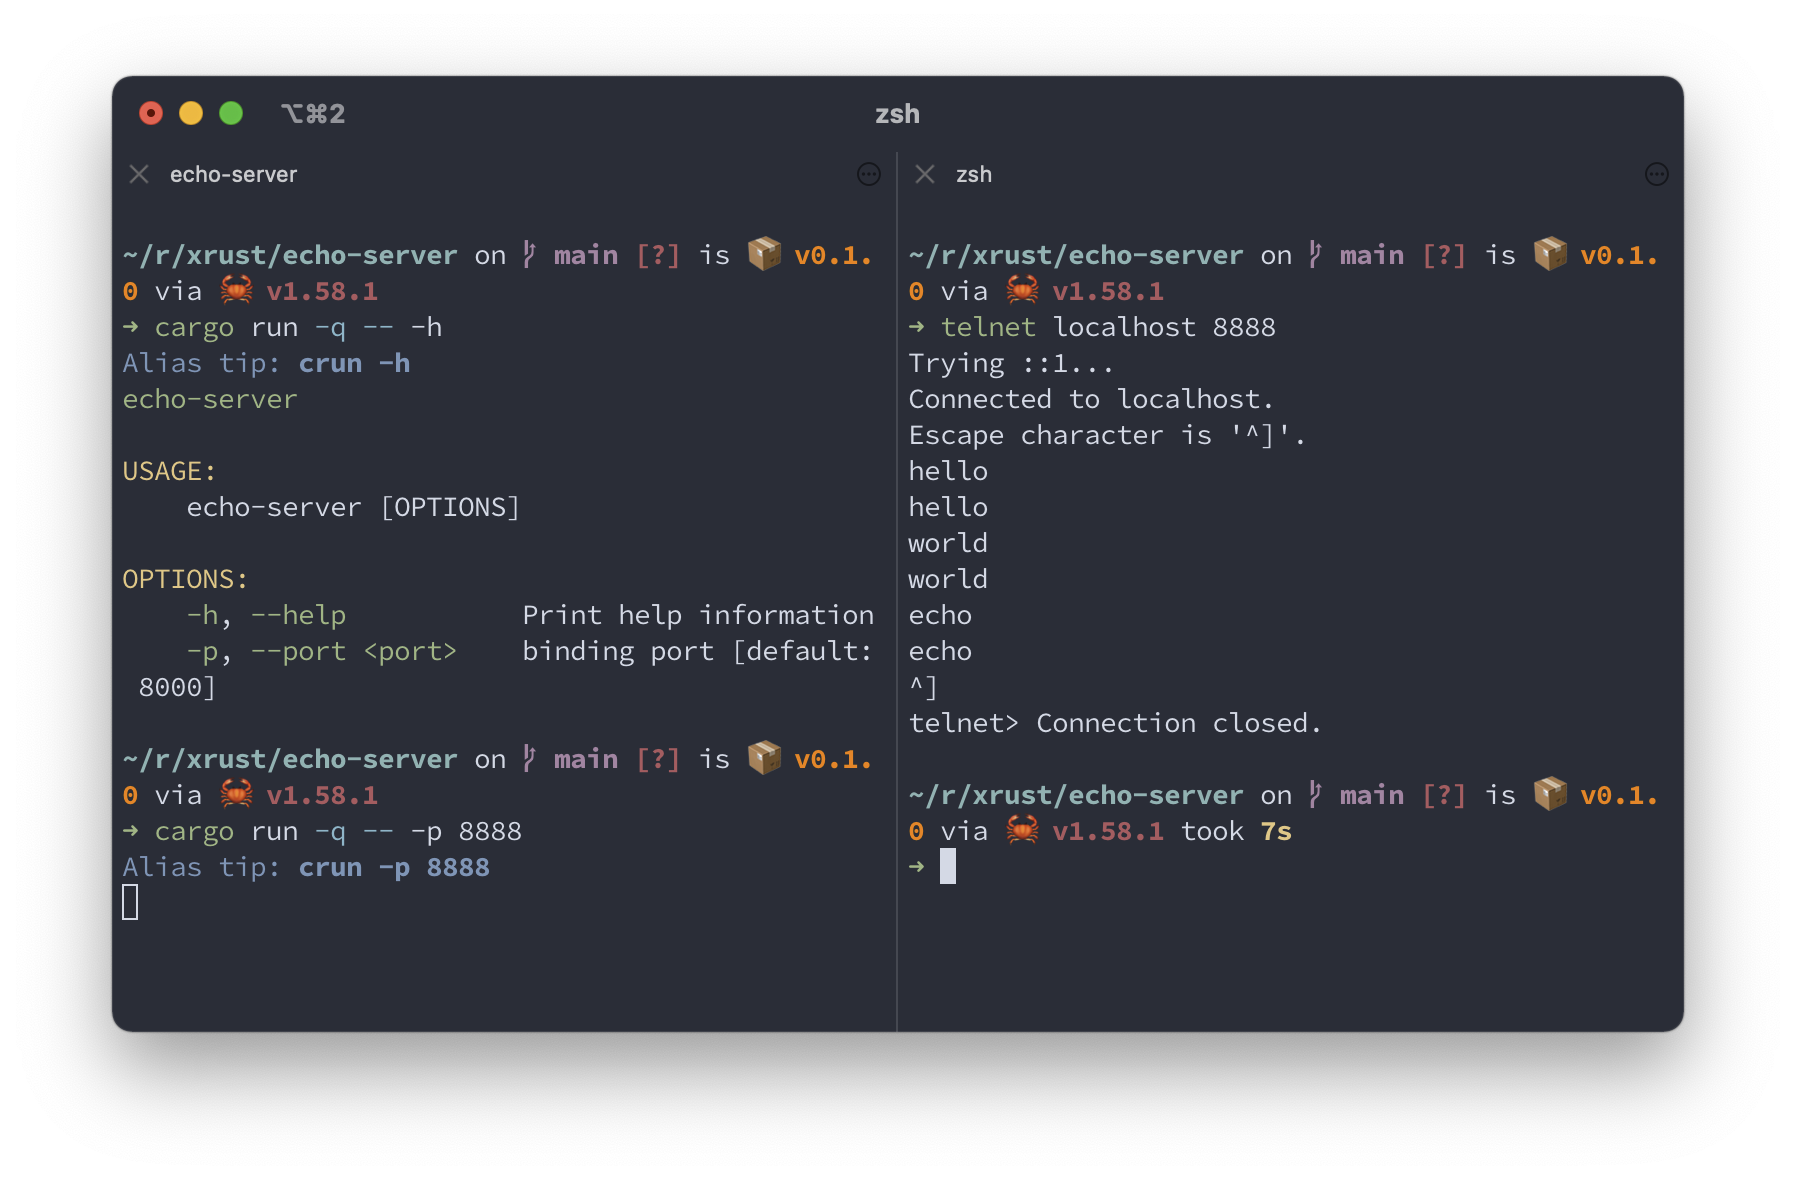 ⌥⌘2
zsh
echo-server
~/r/xrust/echo-server on main [?] is 📦 v0.1.
0 via 🦀 v1.58.1
➜ cargo run -q -- -h
Alias tip: crun -h
echo-server
USAGE:
    echo-server [OPTIONS]
OPTIONS:
    -h, --help           Print help information
    -p, --port <port>    binding port [default:
 8000]
~/r/xrust/echo-server on main [?] is 📦 v0.1.
0 via 🦀 v1.58.1
➜ cargo run -q -- -p 8888
Alias tip: crun -p 8888
zsh
~/r/xrust/echo-server on main [?] is 📦 v0.1.
0 via 🦀 v1.58.1
➜ telnet localhost 8888
Trying ::1...
Connected to localhost.
Escape character is '^]'.
hello
hello
world
world
echo
echo
^]
telnet> Connection closed.
~/r/xrust/echo-server on main [?] is 📦 v0.1.
0 via 🦀 v1.58.1 took 7s
➜